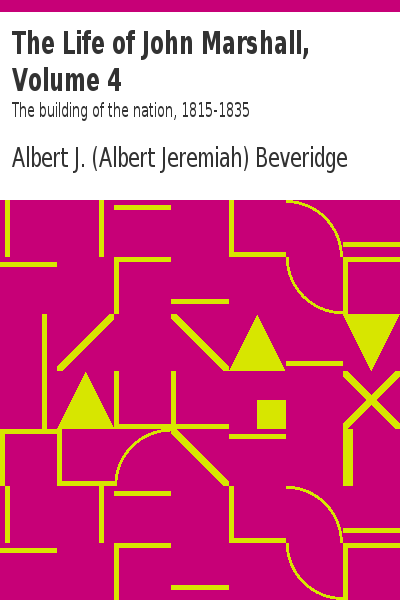 The Life of John Marshall,
Volume 4
The building of the nation, 1815-1835
Albert J. (Albert Jeremiah) Beveridge